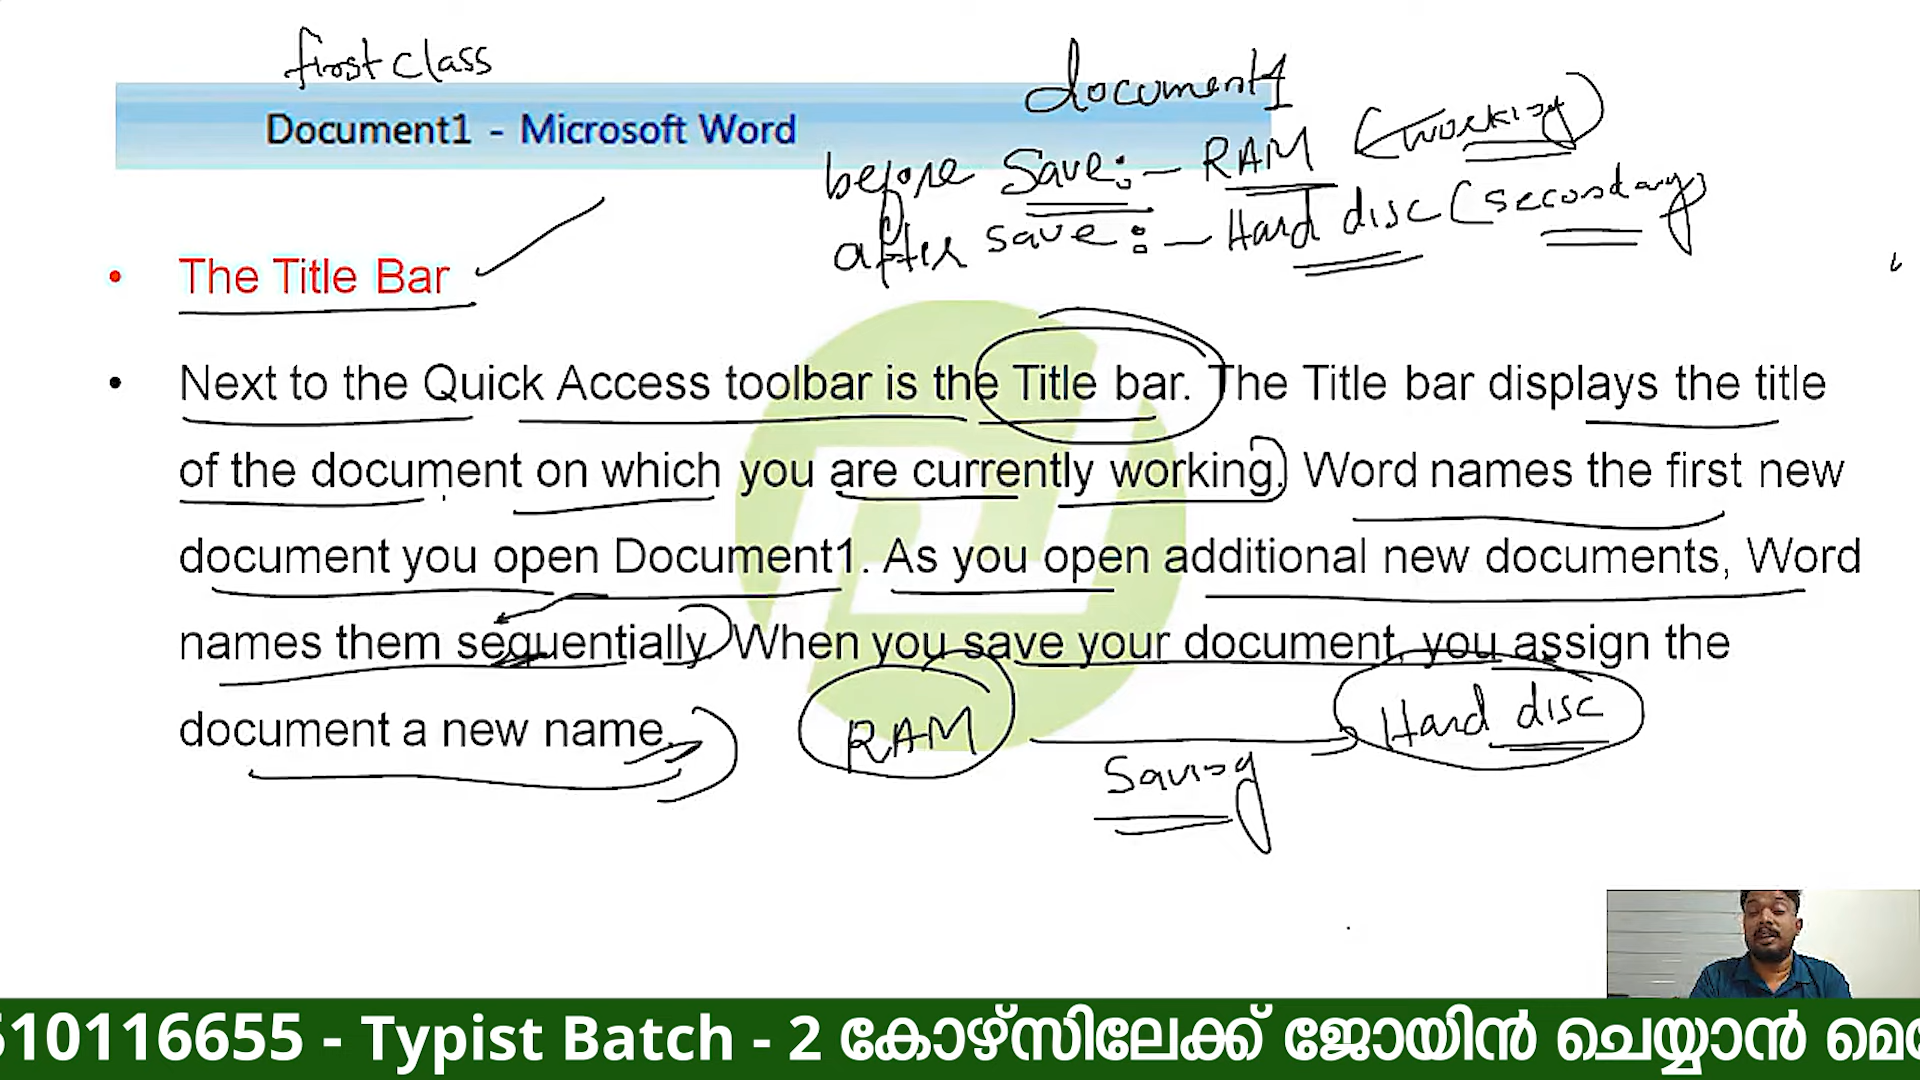 first class
document1
Document1 - Microsoft Word
before Save:- RAM (working)
after save:- Hard disc (secondary)
• The Title Bar
• Next to the Quick Access toolbar is the Title bar. The Title bar displays the title
of the document on which you are currently working. Word names the first new
document you open Document1. As you open additional new documents, Word
names them sequentially. When you save your document, you assign the
document a new name.
RAM
Hard disc
Saving
510116655 - Typist Batch - 2 കോഴ്സിലേക്ക് ജോയിൻ ചെയ്യാൻ